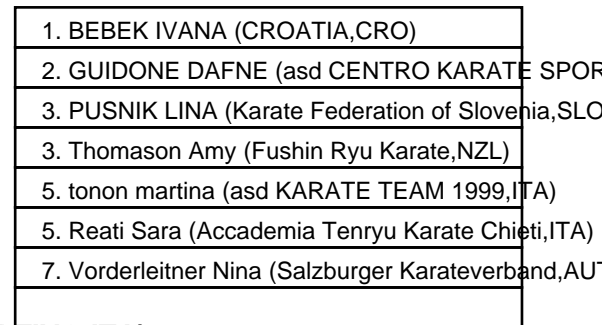 1. BEBEK IVANA (CROATIA,CRO)
2. GUIDONE DAFNE (asd CENTRO KARATE SPOR
3. PUSNIK LINA (Karate Federation of Slovenia,SLO
3. Thomason Amy (Fushin Ryu Karate,NZL)
5. tonon martina (asd KARATE TEAM 1999,ITA)
5. Reati Sara (Accademia Tenryu Karate Chieti,ITA)
7. Vorderleitner Nina (Salzburger Karateverband,AUT